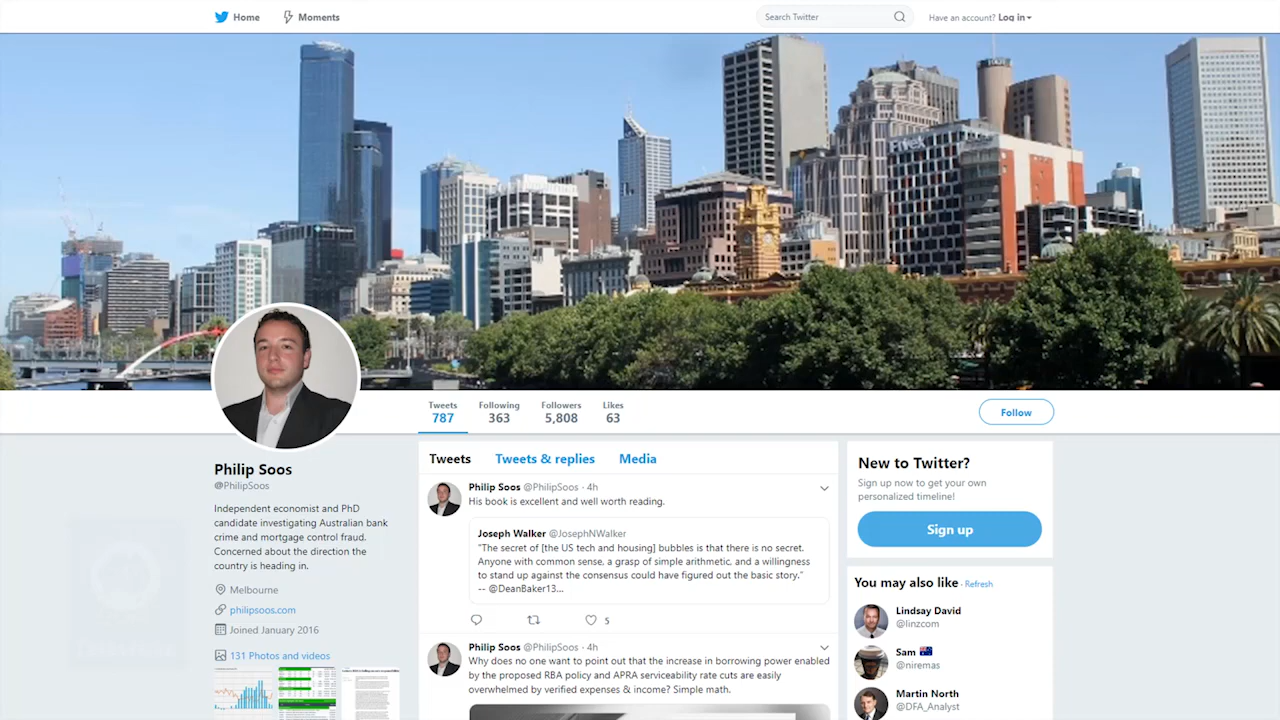 Home
Moments
Search Twitter
Have an account? Log in
Tweets
787
Following
363
Followers
5,808
Likes
63
Follow
Philip Soos
@PhilipSoos
Independent economist and PhD
candidate investigating Australian bank
crime and mortgage control fraud.
Concerned about the direction the
country is heading in.
Melbourne
philipsoos.com
Joined January 2016
131 Photos and videos
Tweets
Tweets & replies
Media
Philip Soos @PhilipSoos · 4h
His book is excellent and well worth reading.
Joseph Walker @JosephNWalker
"The secret of [the US tech and housing] bubbles is that there is no secret.
Anyone with common sense, a grasp of simple arithmetic, and a willingness
to stand up against the consensus could have figured out the basic story."
-- @DeanBaker13...
5
Philip Soos @PhilipSoos · 4h
Why does no one want to point out that the increase in borrowing power enabled
by the proposed RBA policy and APRA serviceability rate cuts are easily
overwhelmed by verified expenses & income? Simple math.
New to Twitter?
Sign up now to get your own
personalized timeline!
Sign up
You may also like · Refresh
Lindsay David
@linzcom
Sam
@niremas
Martin North
@DFA_Analyst